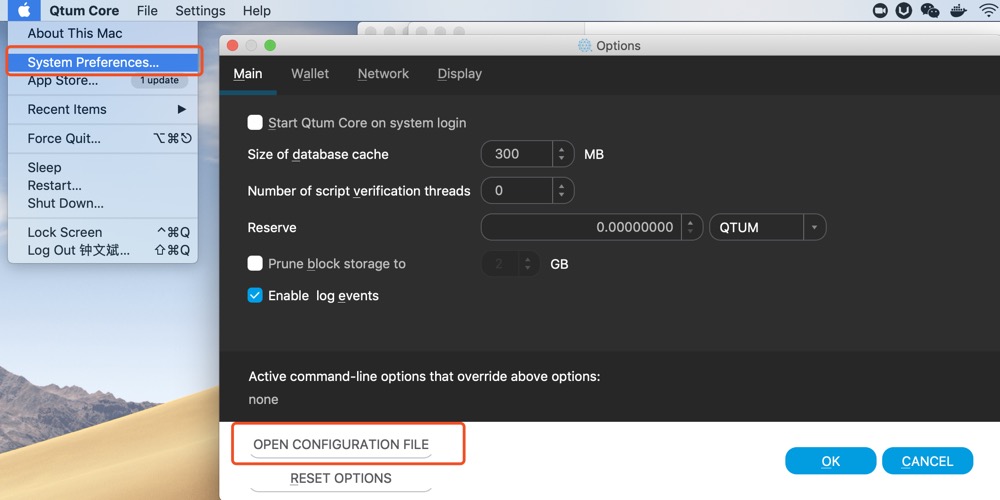 Qtum Core File Settings Help
About This Mac
System Preferences...
App Store... 1 update
Recent Items
Force Quit... ⌥⌘⎋
Sleep
Restart...
Shut Down...
Lock Screen ^⌘Q
Log Out 钟文斌... ⇧⌘Q
Options
Main Wallet Network Display
Start Qtum Core on system login
Size of database cache 300 MB
Number of script verification threads 0
Reserve 0.00000000 QTUM
Prune block storage to 2 GB
Enable log events
Active command-line options that override above options:
none
OPEN CONFIGURATION FILE
RESET OPTIONS
OK CANCEL